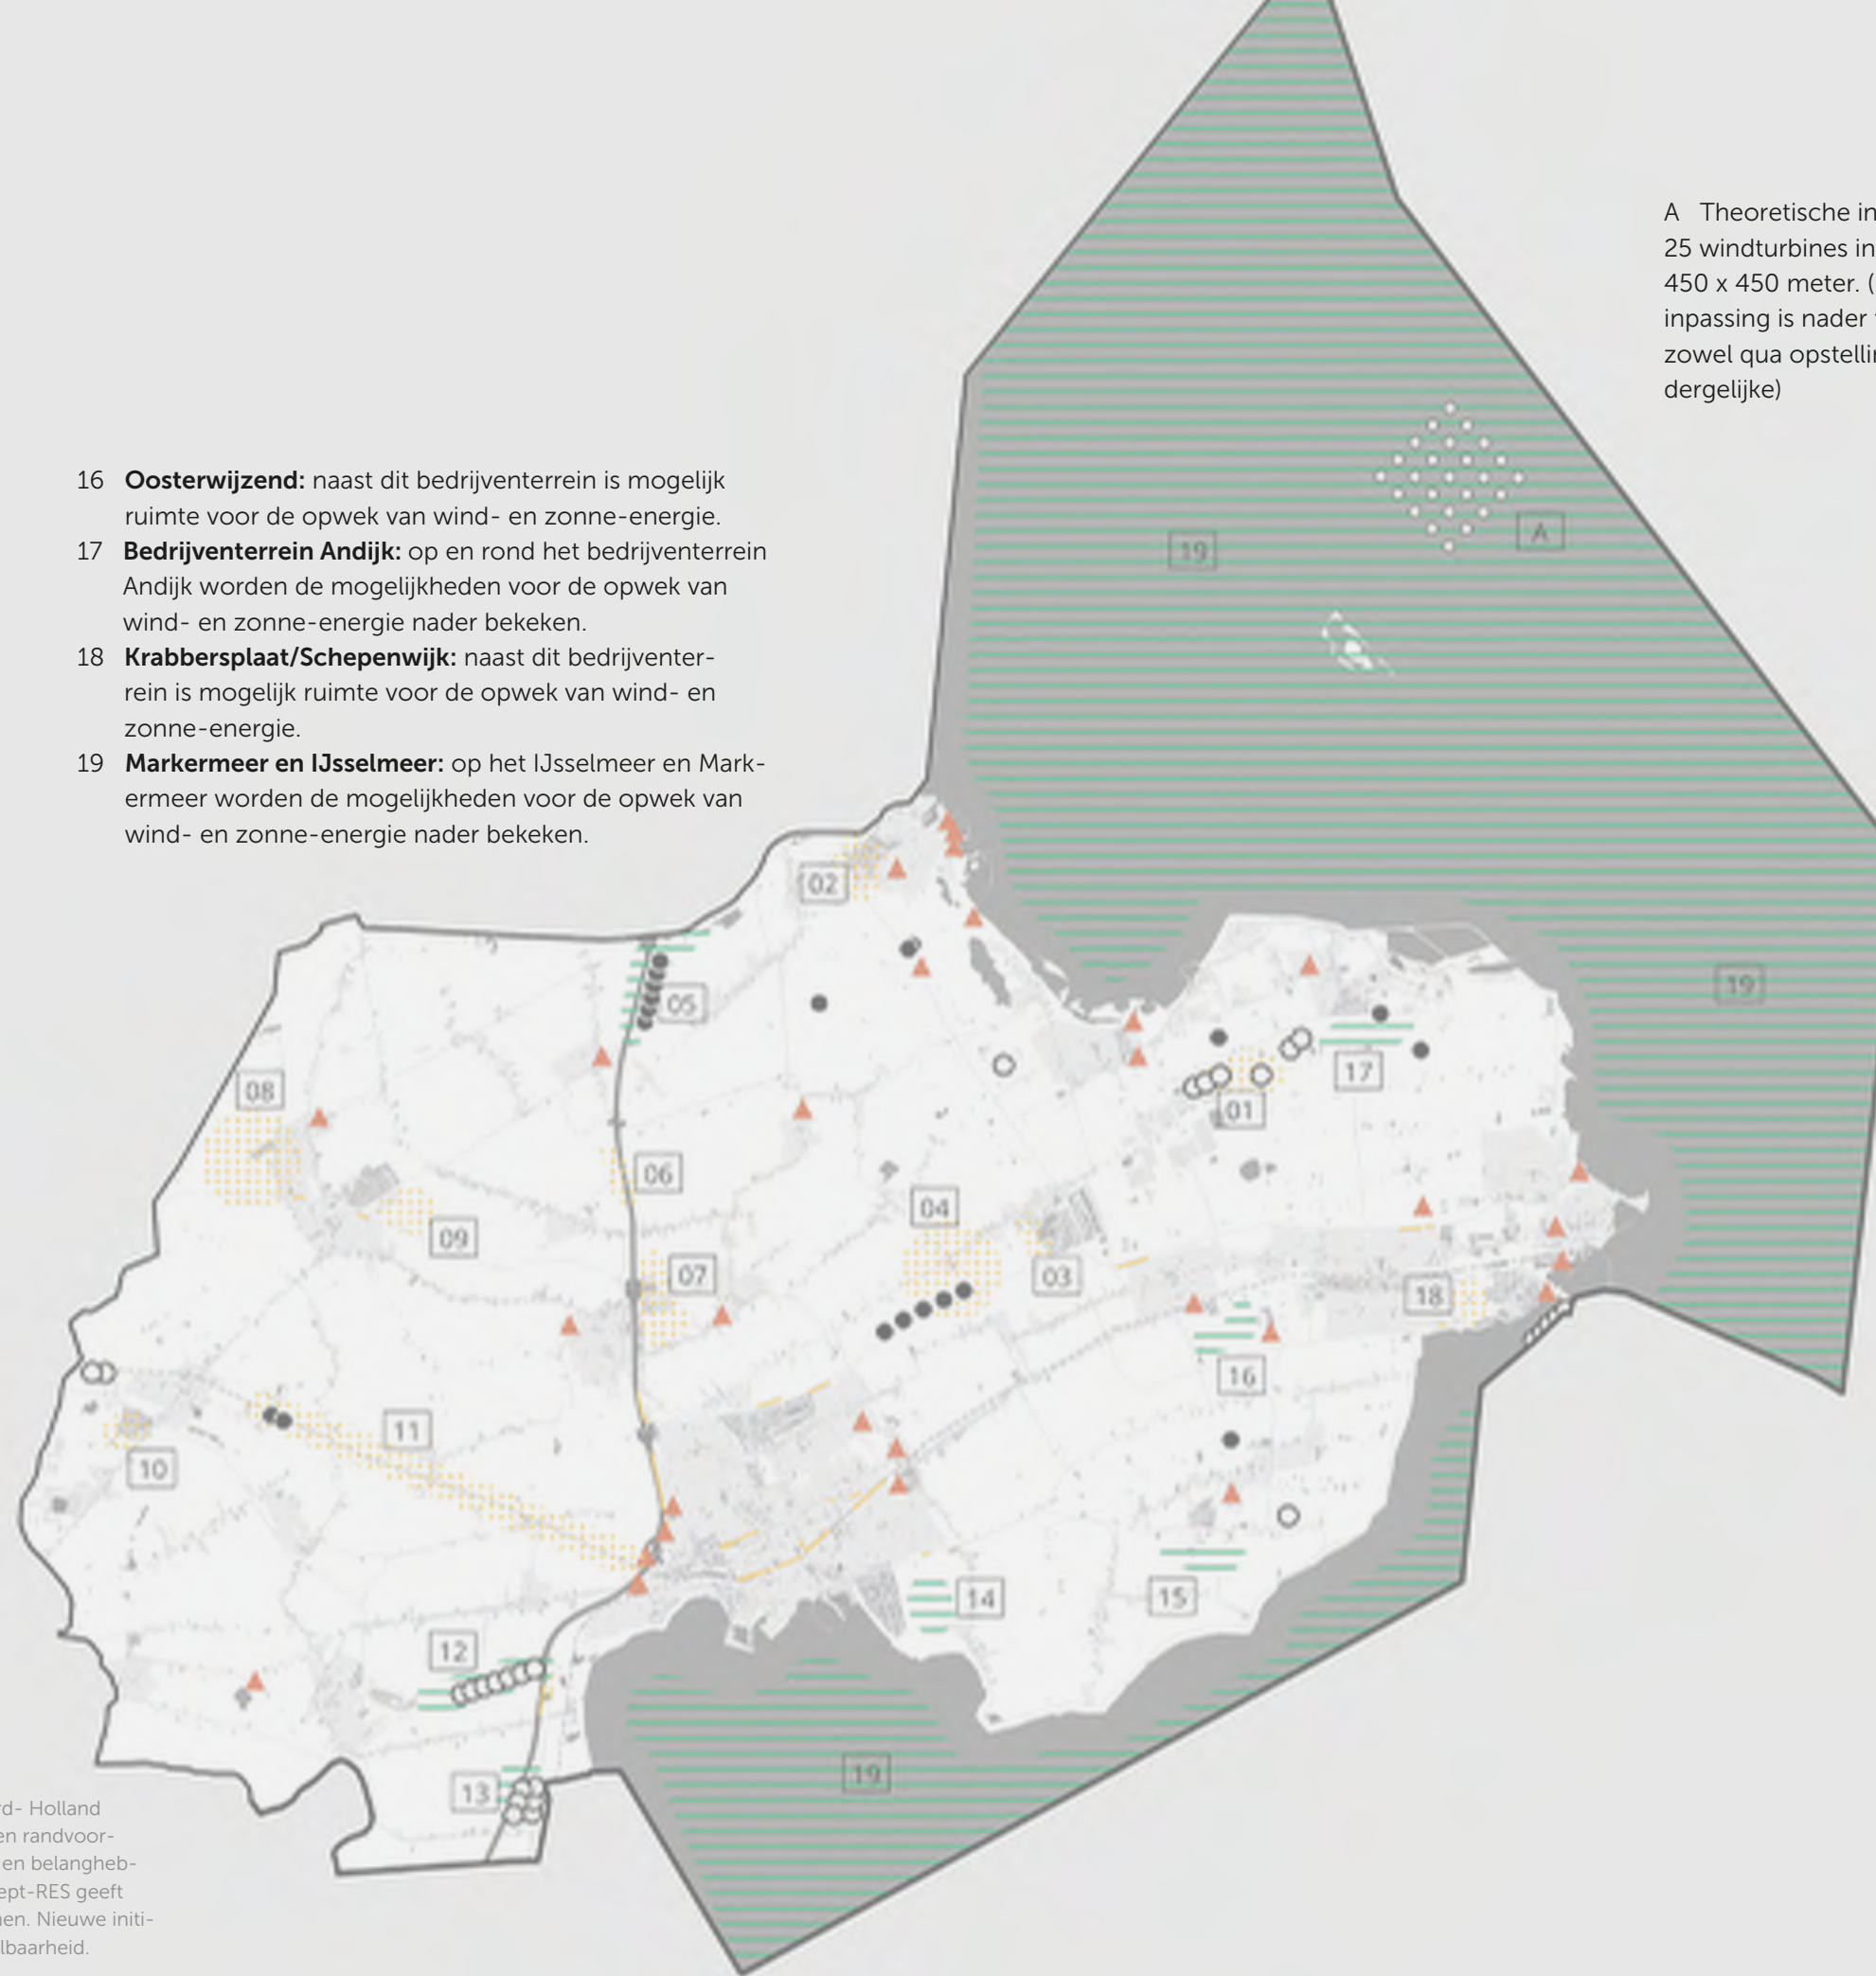 A Theoretische in
25 windturbines in
450 x 450 meter. (
inpassing is nader
zowel qua opstellin
dergelijke)
16 Oosterwijzend: naast dit bedrijventerrein is mogelijk
ruimte voor de opwek van wind- en zonne-energie.
17 Bedrijventerrein Andijk: op en rond het bedrijventerrein
Andijk worden de mogelijkheden voor de opwek van
wind- en zonne-energie nader bekeken.
18 Krabbersplaat/Schepenwijk: naast dit bedrijventer-
rein is mogelijk ruimte voor de opwek van wind- en
zonne-energie.
19 Markermeer en IJsselmeer: op het IJsselmeer en Mark-
ermeer worden de mogelijkheden voor de opwek van
wind- en zonne-energie nader bekeken.
A
19
02
19
05
17
08
01
06
04
09
07
03
18
16
11
10
14
15
12
19
13
rd- Holland
en randvoor-
en belangheb-
ept-RES geeft
nen. Nieuwe initi-
lbaarheid.